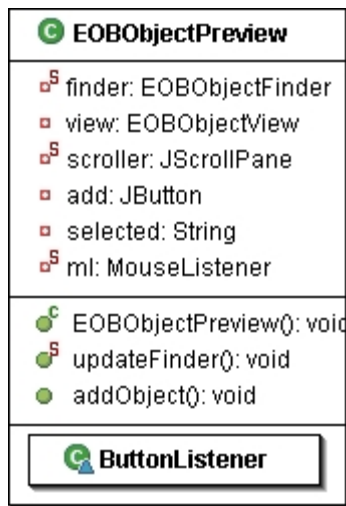 C EOBObjectPreview
S finder: EOBObjectFinder
view: EOBObjectView
S scroller: JScrollPane
add: JButton
selected: String
S ml: MouseListener
C EOBObjectPreview(): void
S updateFinder(): void
addObject(): void
C ButtonListener